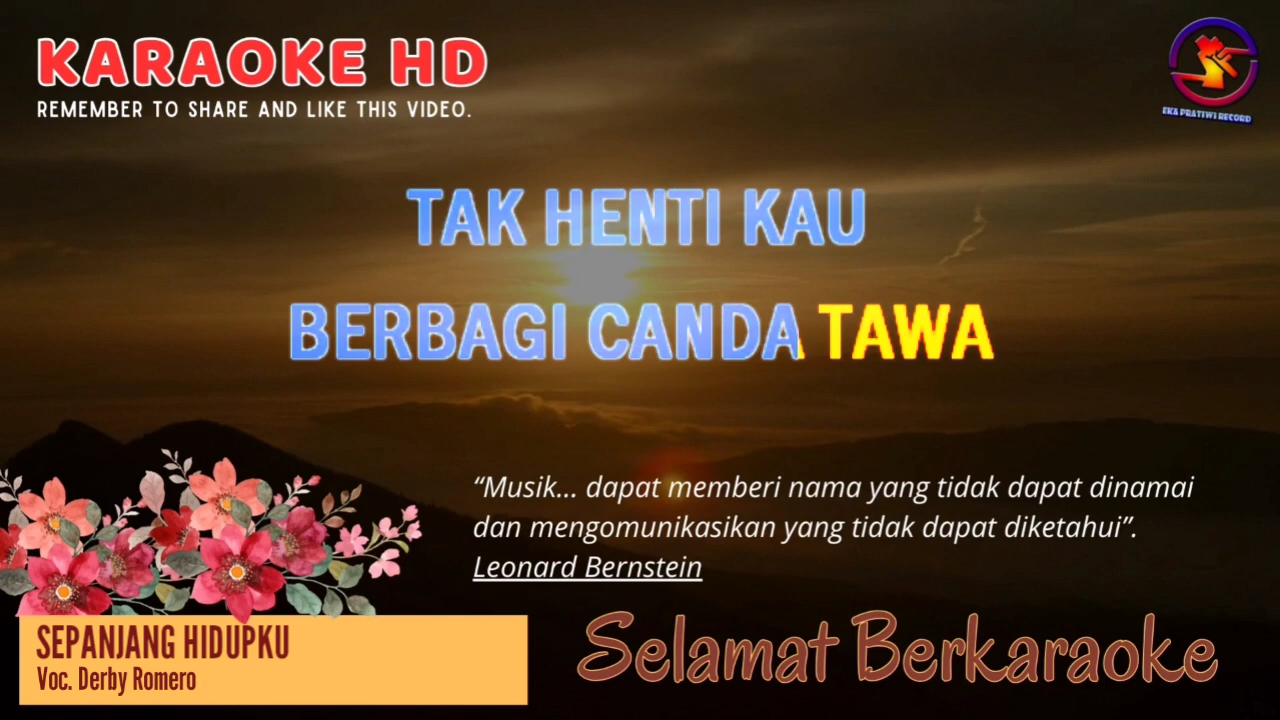 KARAOKE HD
REMEMBER TO SHARE AND LIKE THIS VIDEO.
EKA PRATIWI RECORD
TAK HENTI KAU
BERBAGI CANDA TAWA
“Musik... dapat memberi nama yang tidak dapat dinamai
dan mengomunikasikan yang tidak dapat diketahui”.
Leonard Bernstein
SEPANJANG HIDUPKU
Voc. Derby Romero
Selamat Berkaraoke